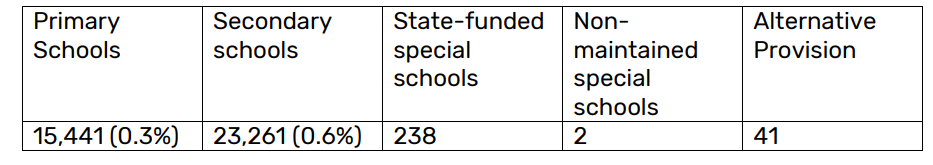 Primary
Schools
Secondary
schools
State-funded
special
schools
Non-
maintained
special
schools
Alternative
Provision
15,441 (0.3%)
23,261 (0.6%)
238
2
41